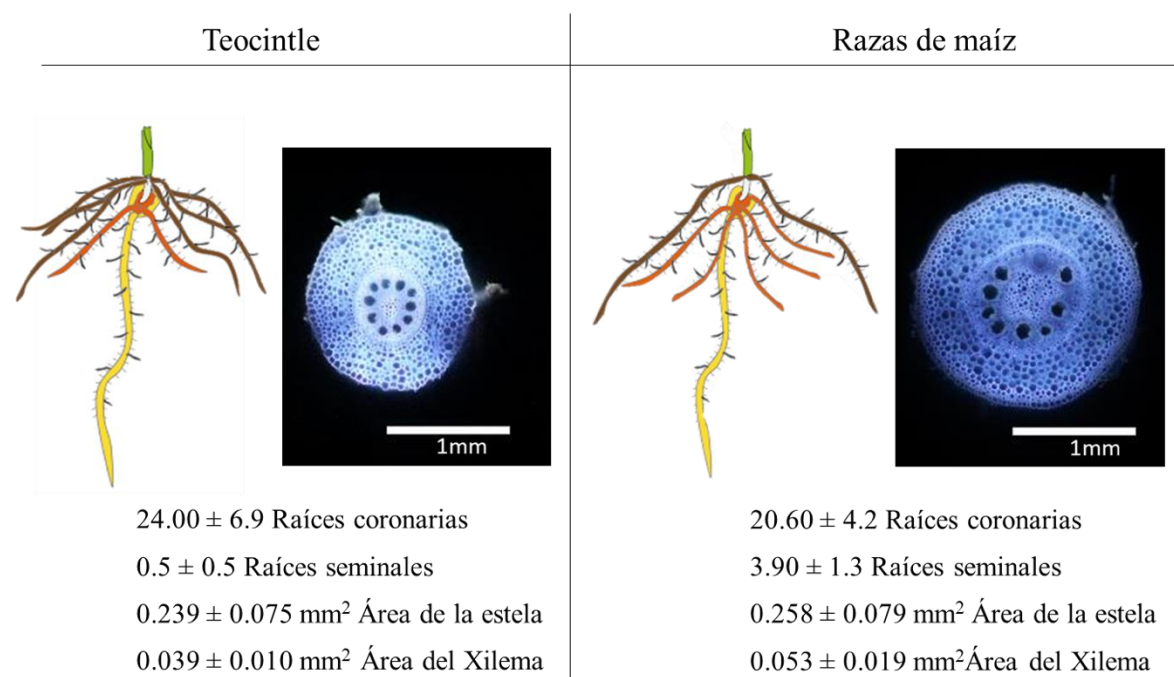 Teocintle
Razas de maíz
1mm
1mm
24.00 ± 6.9 Raíces coronarias
0.5 ± 0.5 Raíces seminales
0.239 ± 0.075 mm² Área de la estela
0.039 ± 0.010 mm² Área del Xilema
20.60 ± 4.2 Raíces coronarias
3.90 ± 1.3 Raíces seminales
0.258 ± 0.079 mm² Área de la estela
0.053 ± 0.019 mm²Área del Xilema